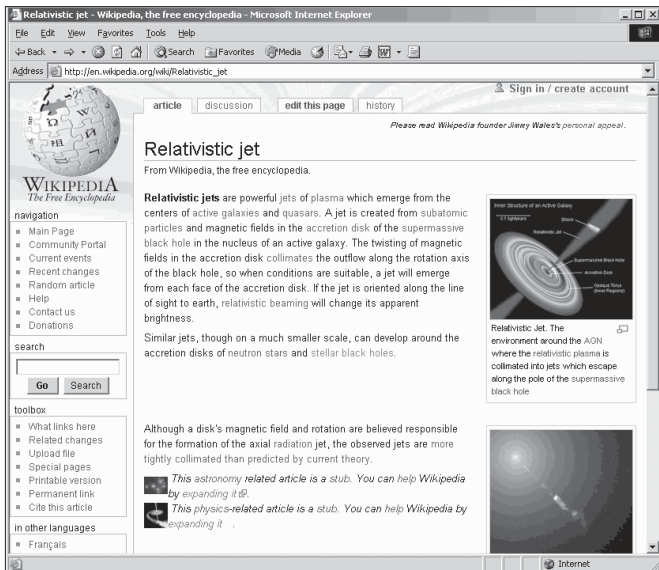 Relativistic jet - Wikipedia, the free encyclopedia - Microsoft Internet Explorer
File Edit View Favorites Tools Help
Back Search Favorites Media
Address http://en.wikipedia.org/wiki/Relativistic_jet
Sign in / create account
article discussion edit this page history
Please read Wikipedia founder Jimmy Wales's personal appeal.
WIKIPEDIA
The Free Encyclopedia
navigation
Main Page
Community Portal
Current events
Recent changes
Random article
Help
Contact us
Donations
search
Go Search
toolbox
What links here
Related changes
Upload file
Special pages
Printable version
Permanent link
Cite this article
in other languages
Français
Relativistic jet
From Wikipedia, the free encyclopedia.
Relativistic jets are powerful jets of plasma which emerge from the
centers of active galaxies and quasars. A jet is created from subatomic
particles and magnetic fields in the accretion disk of the supermassive
black hole in the nucleus of an active galaxy. The twisting of magnetic
fields in the accretion disk collimates the outflow along the rotation axis
of the black hole, so when conditions are suitable, a jet will emerge
from each face of the accretion disk. If the jet is oriented along the line
of sight to earth, relativistic beaming will change its apparent
brightness.
Similar jets, though on a much smaller scale, can develop around the
accretion disks of neutron stars and stellar black holes.
Inner Structure of an Active Galaxy
0.1 lightyears
Shock
Relativistic Jet
Supermassive Black Hole
Accretion Disk
Opaque Torus
(Inner Regions)
Relativistic Jet. The
environment around the AGN
where the relativistic plasma is
collimated into jets which escape
along the pole of the supermassive
black hole
Although a disk's magnetic field and rotation are believed responsible
for the formation of the axial radiation jet, the observed jets are more
tightly collimated than predicted by current theory.
This astronomy related article is a stub. You can help Wikipedia
by expanding it.
This physics-related article is a stub. You can help Wikipedia by
expanding it .
Internet